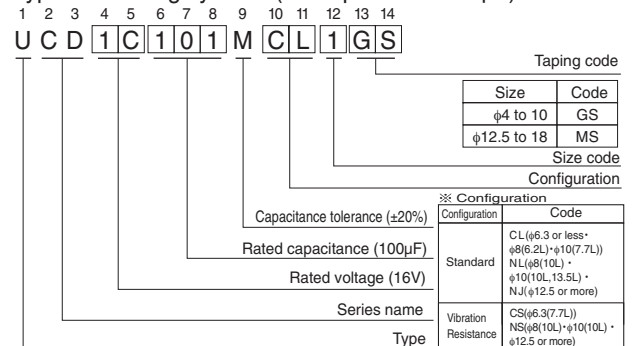 1 2 3 4 5 6 7 8 9 10 11 12 13 14
U C D 1 C 1 0 1 M C L 1 G S
Taping code
Size Code
ϕ4 to 10 GS
ϕ12.5 to 18 MS
Size code
Configuration
※ Configuration
Configuration Code
Standard
CL(ϕ6.3 or less・
ϕ8(6.2L)・ϕ10(7.7L))
NL(ϕ8(10L)・
ϕ10(10L,13.5L)・
NJ(ϕ12.5 or more)
Vibration
Resistance
CS(ϕ6.3(7.7L))
NS(ϕ8(10L)・ϕ10(10L)・
ϕ12.5 or more)
Capacitance tolerance (±20%)
Rated capacitance (100µF)
Rated voltage (16V)
Series name
Type